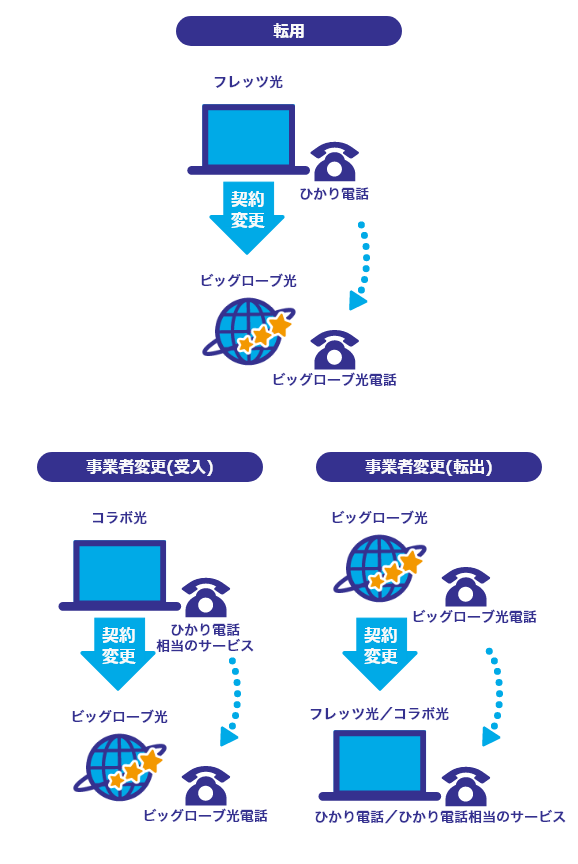 転用
フレッツ光
ひかり電話
契約
変更
ビッグローブ光
ビッグローブ光電話
事業者変更(受入)
コラボ光
ひかり電話
相当のサービス
契約
変更
ビッグローブ光
ビッグローブ光電話
事業者変更(転出)
ビッグローブ光
ビッグローブ光電話
契約
変更
フレッツ光／コラボ光
ひかり電話／ひかり電話相当のサービス